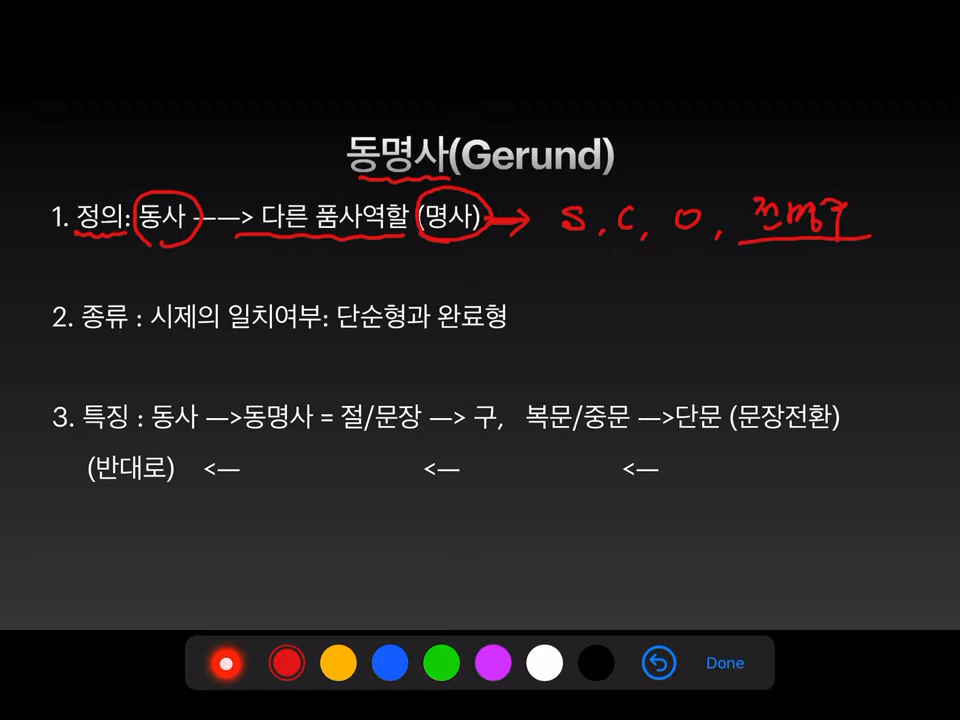 동명사(Gerund)
1. 정의: 동사 ——> 다른 품사역할 (명사) → S, C, O, 전명구
2. 종류 : 시제의 일치여부: 단순형과 완료형
3. 특징 : 동사 —>동명사 = 절/문장 —> 구, 복문/중문 —>단문 (문장전환)
(반대로) <— <— <—
Done